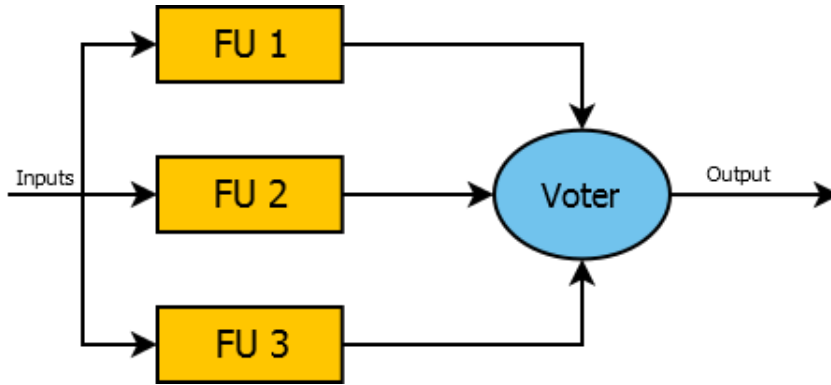 FU 1
Inputs
FU 2
Voter
Output
FU 3